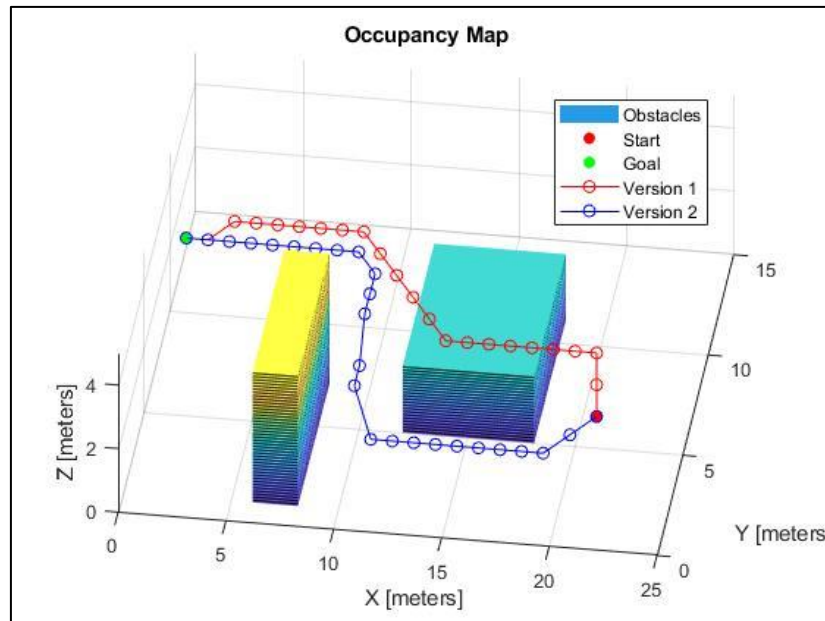 Occupancy Map
Obstacles
Start
Goal
Version 1
Version 2
15
10
5
0
Y [meters
4
2
0
Z [meters]
0
5
10
15
20
25
X [meters]